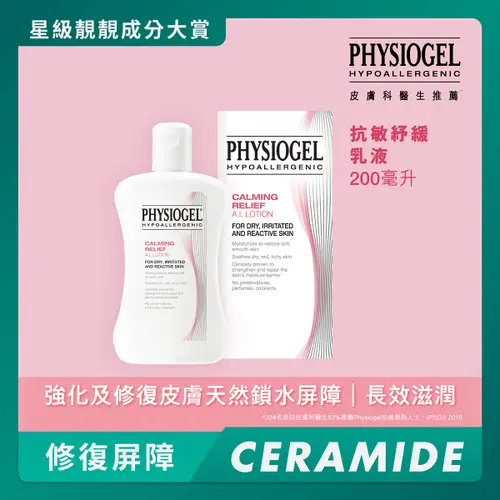 星級靚靚成分大賞
PHYSIOGEL
HYPOALLERGENIC
皮膚科醫生推薦*
抗敏紓緩
乳液
200毫升
PHYSIOGEL
HYPOALLERGENIC
CALMING
RELIEF
A.I. LOTION
FOR DRY, IRRITATED
AND REACTIVE SKIN
Moisturizes to restore soft,
smooth skin
Soothes dry, red, itchy skin
Clinically proven to
strengthen and repair the
skin's moisture barrier
No preservatives,
perfumes, colorants
PHYSIOGEL
HYPOALLERGENIC
CALMING
RELIEF
A.I. LOTION
FOR DRY, IRRITATED
AND REACTIVE SKIN
強化及修復皮膚天然鎖水屏障|長效滋潤
修復屏障
CERAMIDE